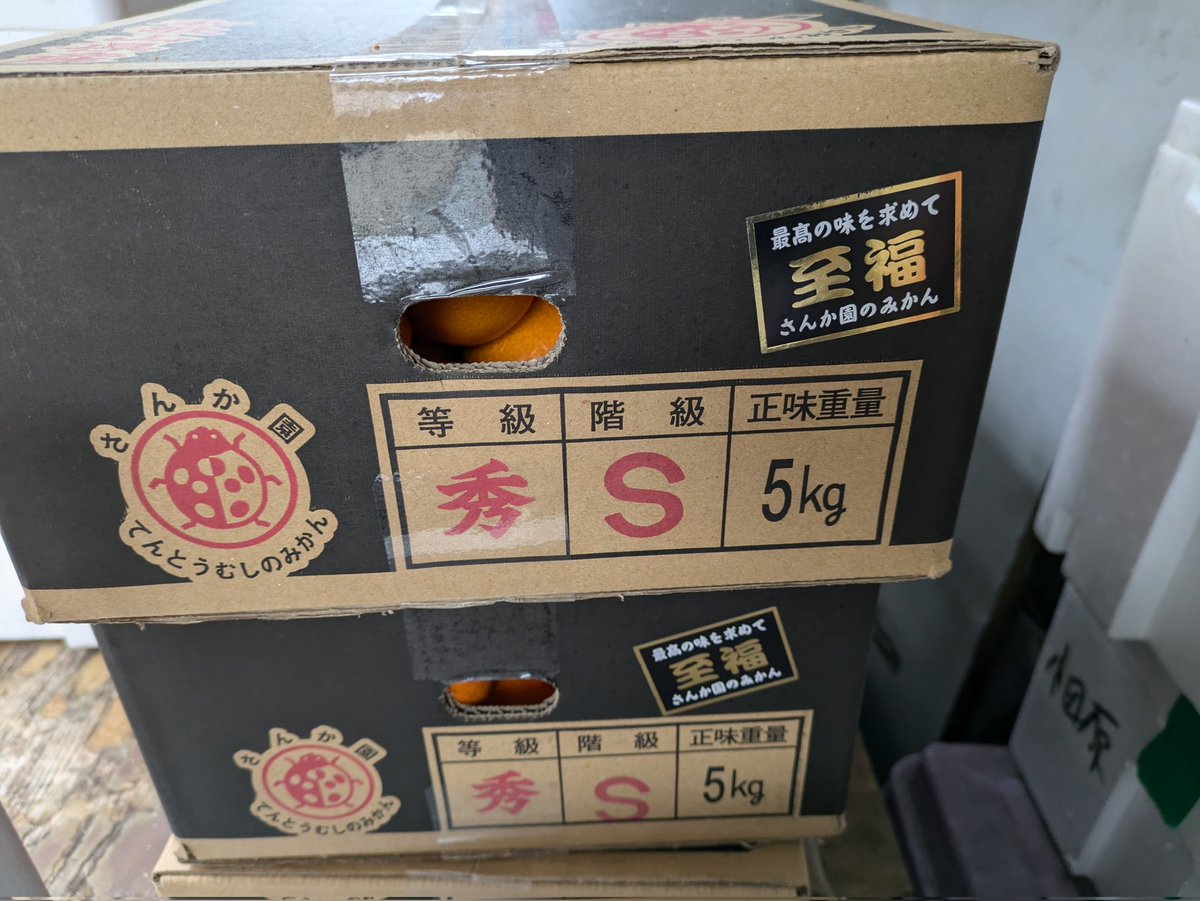 最高の味を求めて
至福
さんか園のみかん
さんか園
てんとうむしのみかん
等級 階級 正味重量
秀 S 5kg
最高の味を求めて
至福
さんか園のみかん
さんか園
てんとうむしのみかん
等級 階級 正味重量
秀 S 5kg